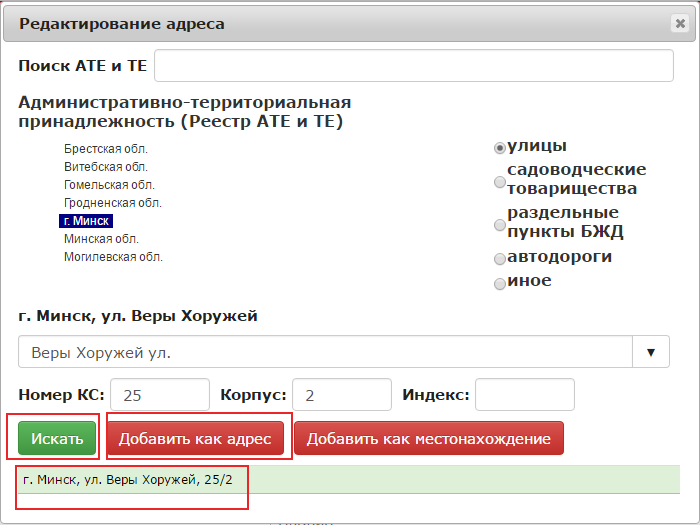 Редактирование адреса
Поиск АТЕ и ТЕ
Административно-территориальная
принадлежность (Реестр АТЕ и ТЕ)
Брестская обл.
Витебская обл.
Гомельская обл.
Гродненская обл.
г. Минск
Минская обл.
Могилевская обл.
улицы
садоводческие
товарищества
раздельные
пункты БЖД
автодороги
иное
г. Минск, ул. Веры Хоружей
Веры Хоружей ул.
Номер КС: 25 Корпус: 2 Индекс:
Искать Добавить как адрес Добавить как местонахождение
г. Минск, ул. Веры Хоружей, 25/2